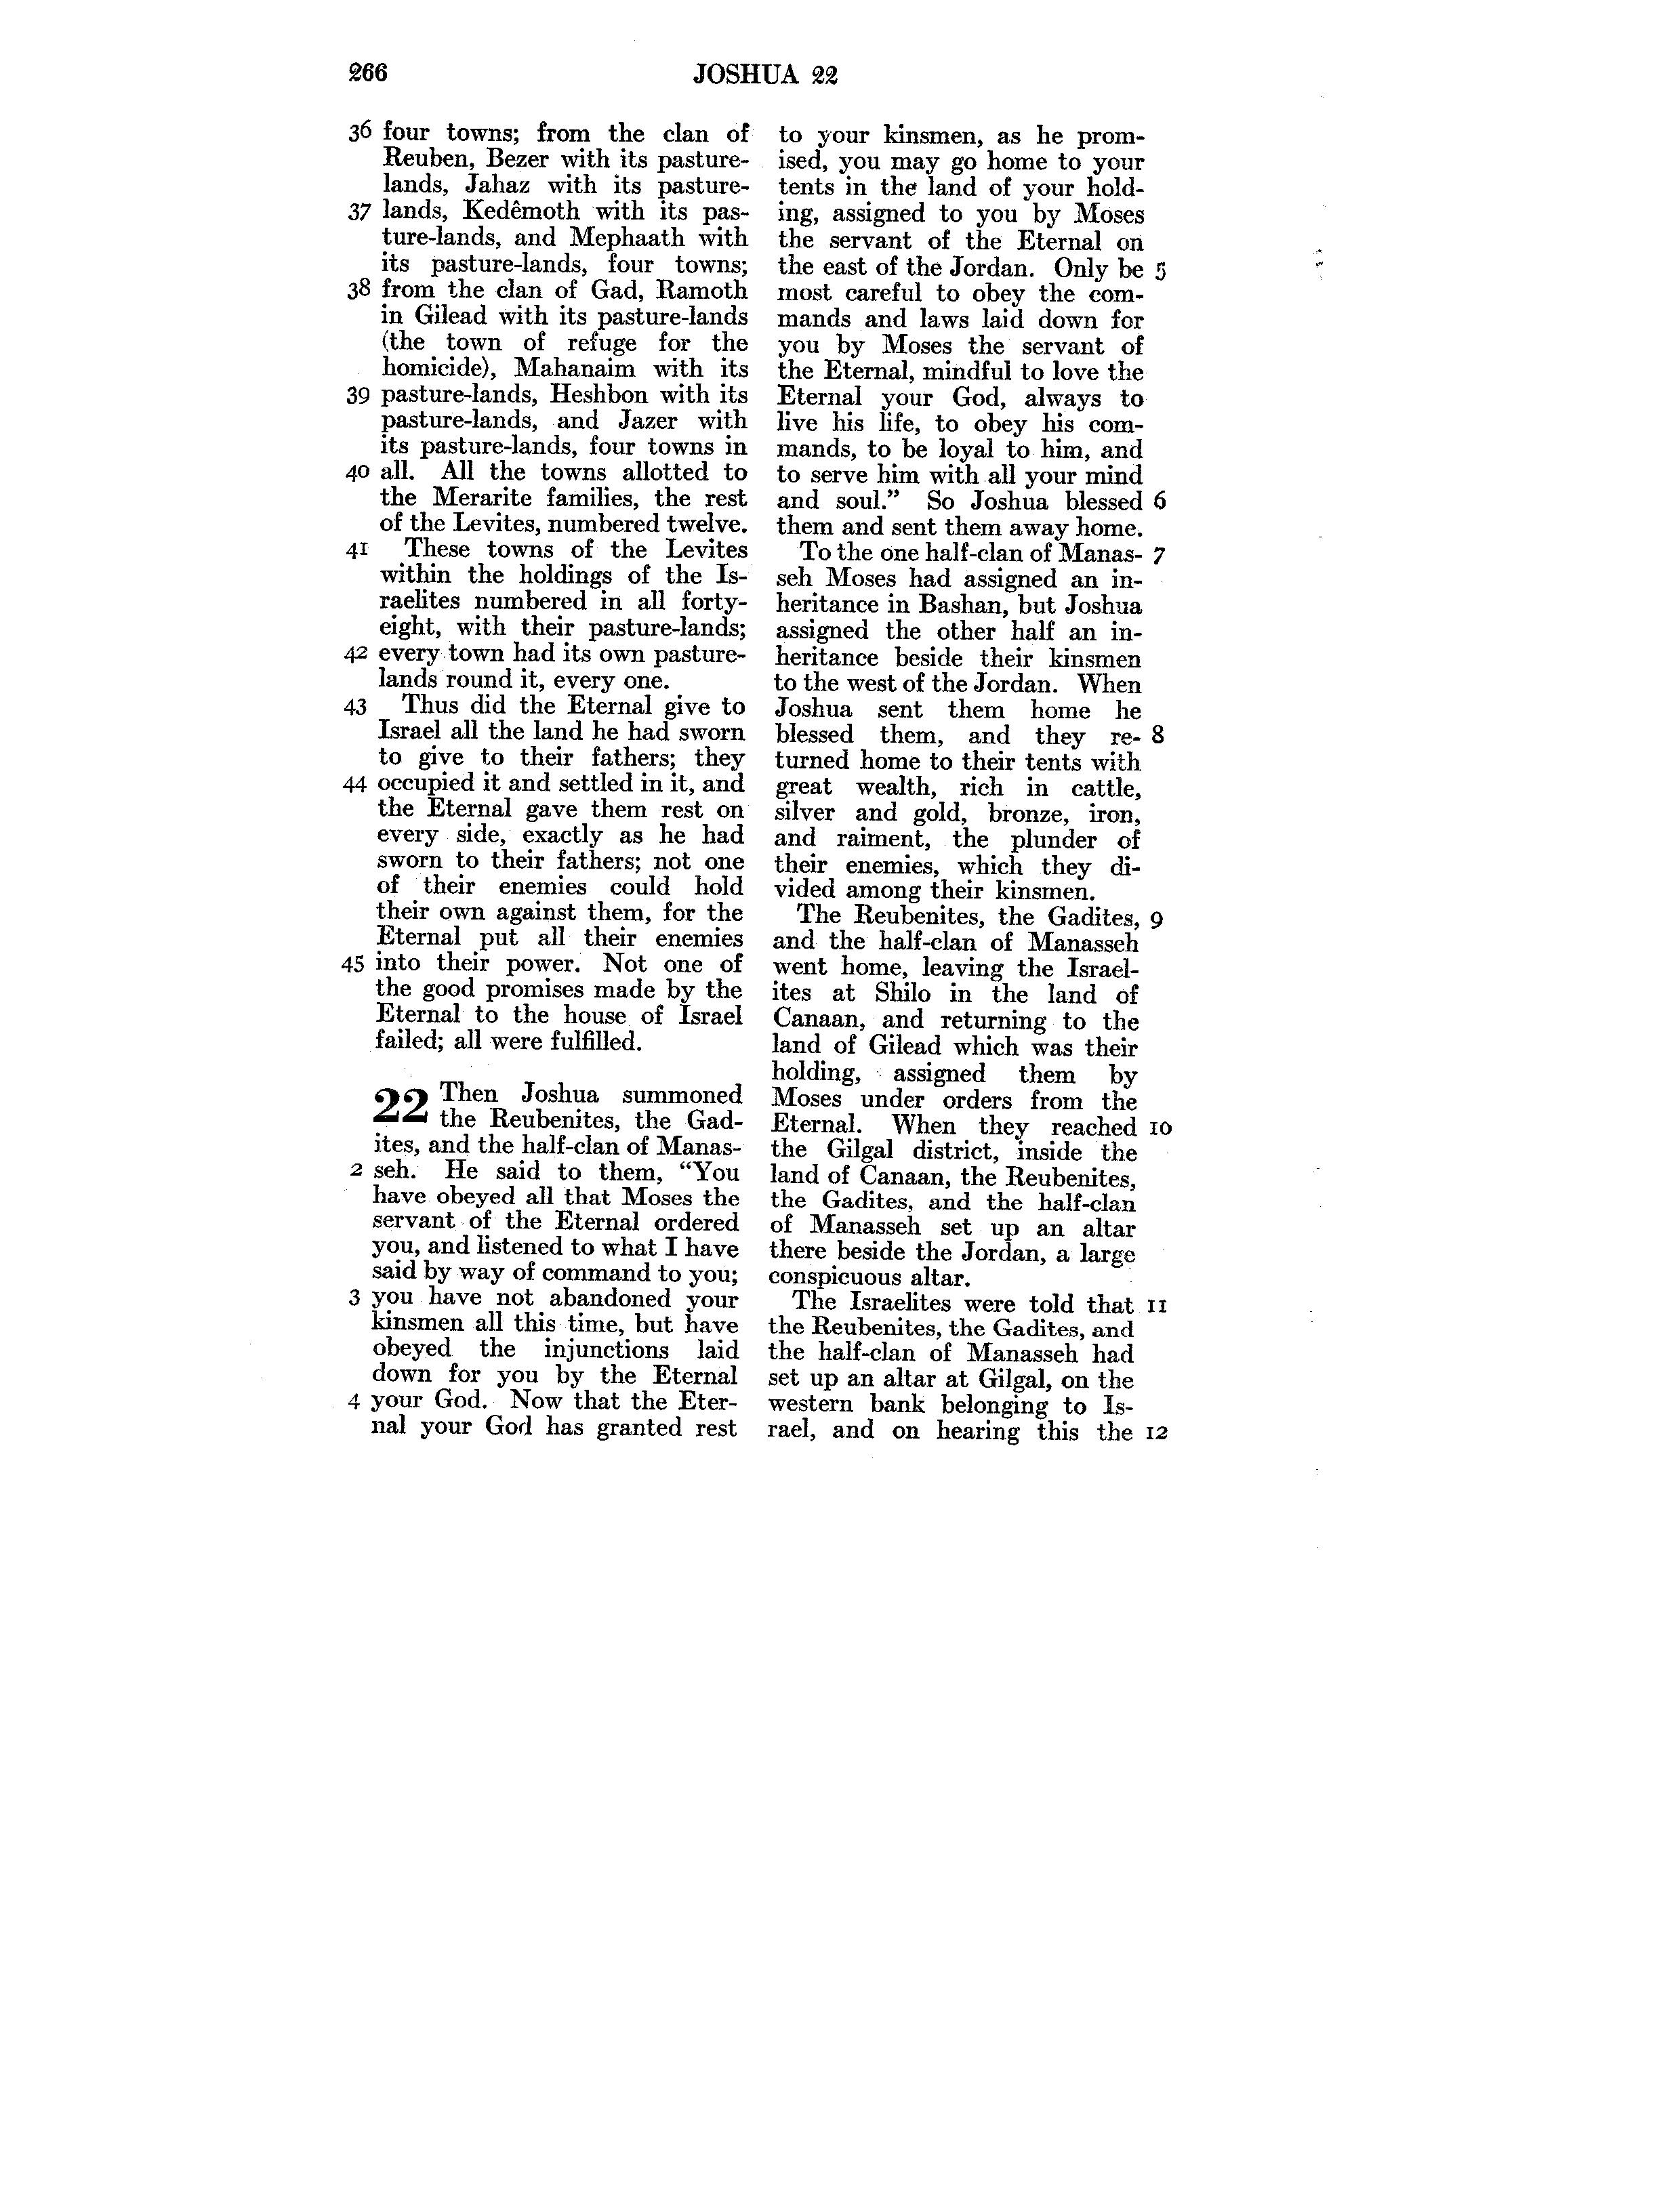 266 JOSHUA 22
36 four towns; from the clan of
Reuben, Bezer with its pasture-
lands, Jahaz with its pasture-
37 lands, Kedêmoth with its pas-
ture-lands, and Mephaath with
its pasture-lands, four towns;
38 from the clan of Gad, Ramoth
in Gilead with its pasture-lands
(the town of refuge for the
homicide), Mahanaim with its
39 pasture-lands, Heshbon with its
pasture-lands, and Jazer with
its pasture-lands, four towns in
40 all. All the towns allotted to
the Merarite families, the rest
of the Levites, numbered twelve.
41 These towns of the Levites
within the holdings of the Is-
raelites numbered in all forty-
eight, with their pasture-lands;
42 every town had its own pasture-
lands round it, every one.
43 Thus did the Eternal give to
Israel all the land he had sworn
to give to their fathers; they
44 occupied it and settled in it, and
the Eternal gave them rest on
every side, exactly as he had
sworn to their fathers; not one
of their enemies could hold
their own against them, for the
Eternal put all their enemies
45 into their power. Not one of
the good promises made by the
Eternal to the house of Israel
failed; all were fulfilled.
22 Then Joshua summoned
the Reubenites, the Gad-
ites, and the half-clan of Manas-
2 seh. He said to them, “You
have obeyed all that Moses the
servant of the Eternal ordered
you, and listened to what I have
said by way of command to you;
3 you have not abandoned your
kinsmen all this time, but have
obeyed the injunctions laid
down for you by the Eternal
4 your God. Now that the Eter-
nal your God has granted rest
to your kinsmen, as he prom-
ised, you may go home to your
tents in the land of your hold-
ing, assigned to you by Moses
the servant of the Eternal on
the east of the Jordan. Only be 5
most careful to obey the com-
mands and laws laid down for
you by Moses the servant of
the Eternal, mindful to love the
Eternal your God, always to
live his life, to obey his com-
mands, to be loyal to him, and
to serve him with all your mind
and soul.” So Joshua blessed 6
them and sent them away home.
To the one half-clan of Manas- 7
seh Moses had assigned an in-
heritance in Bashan, but Joshua
assigned the other half an in-
heritance beside their kinsmen
to the west of the Jordan. When
Joshua sent them home he
blessed them, and they re- 8
turned home to their tents with
great wealth, rich in cattle,
silver and gold, bronze, iron,
and raiment, the plunder of
their enemies, which they di-
vided among their kinsmen.
The Reubenites, the Gadites, 9
and the half-clan of Manasseh
went home, leaving the Israel-
ites at Shilo in the land of
Canaan, and returning to the
land of Gilead which was their
holding, assigned them by
Moses under orders from the
Eternal. When they reached 10
the Gilgal district, inside the
land of Canaan, the Reubenites,
the Gadites, and the half-clan
of Manasseh set up an altar
there beside the Jordan, a large
conspicuous altar.
The Israelites were told that 11
the Reubenites, the Gadites, and
the half-clan of Manasseh had
set up an altar at Gilgal, on the
western bank belonging to Is-
rael, and on hearing this the 12